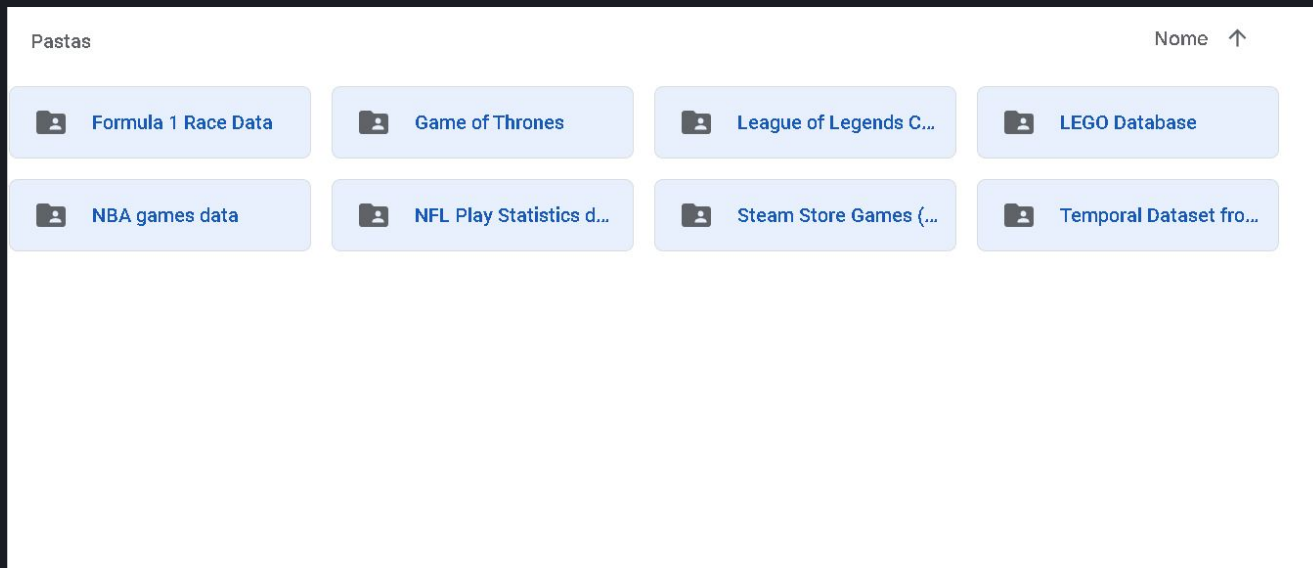 Pastas
Nome
Formula 1 Race Data
Game of Thrones
League of Legends C...
LEGO Database
NBA games data
NFL Play Statistics d...
Steam Store Games (...
Temporal Dataset fro...